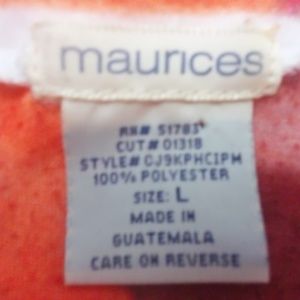 maurices
RN# 51783
CUT# 01318
STYLE# CJ9KPHCIPM
100% POLYESTER
SIZE: L
MADE IN
GUATEMALA
CARE ON REVERSE